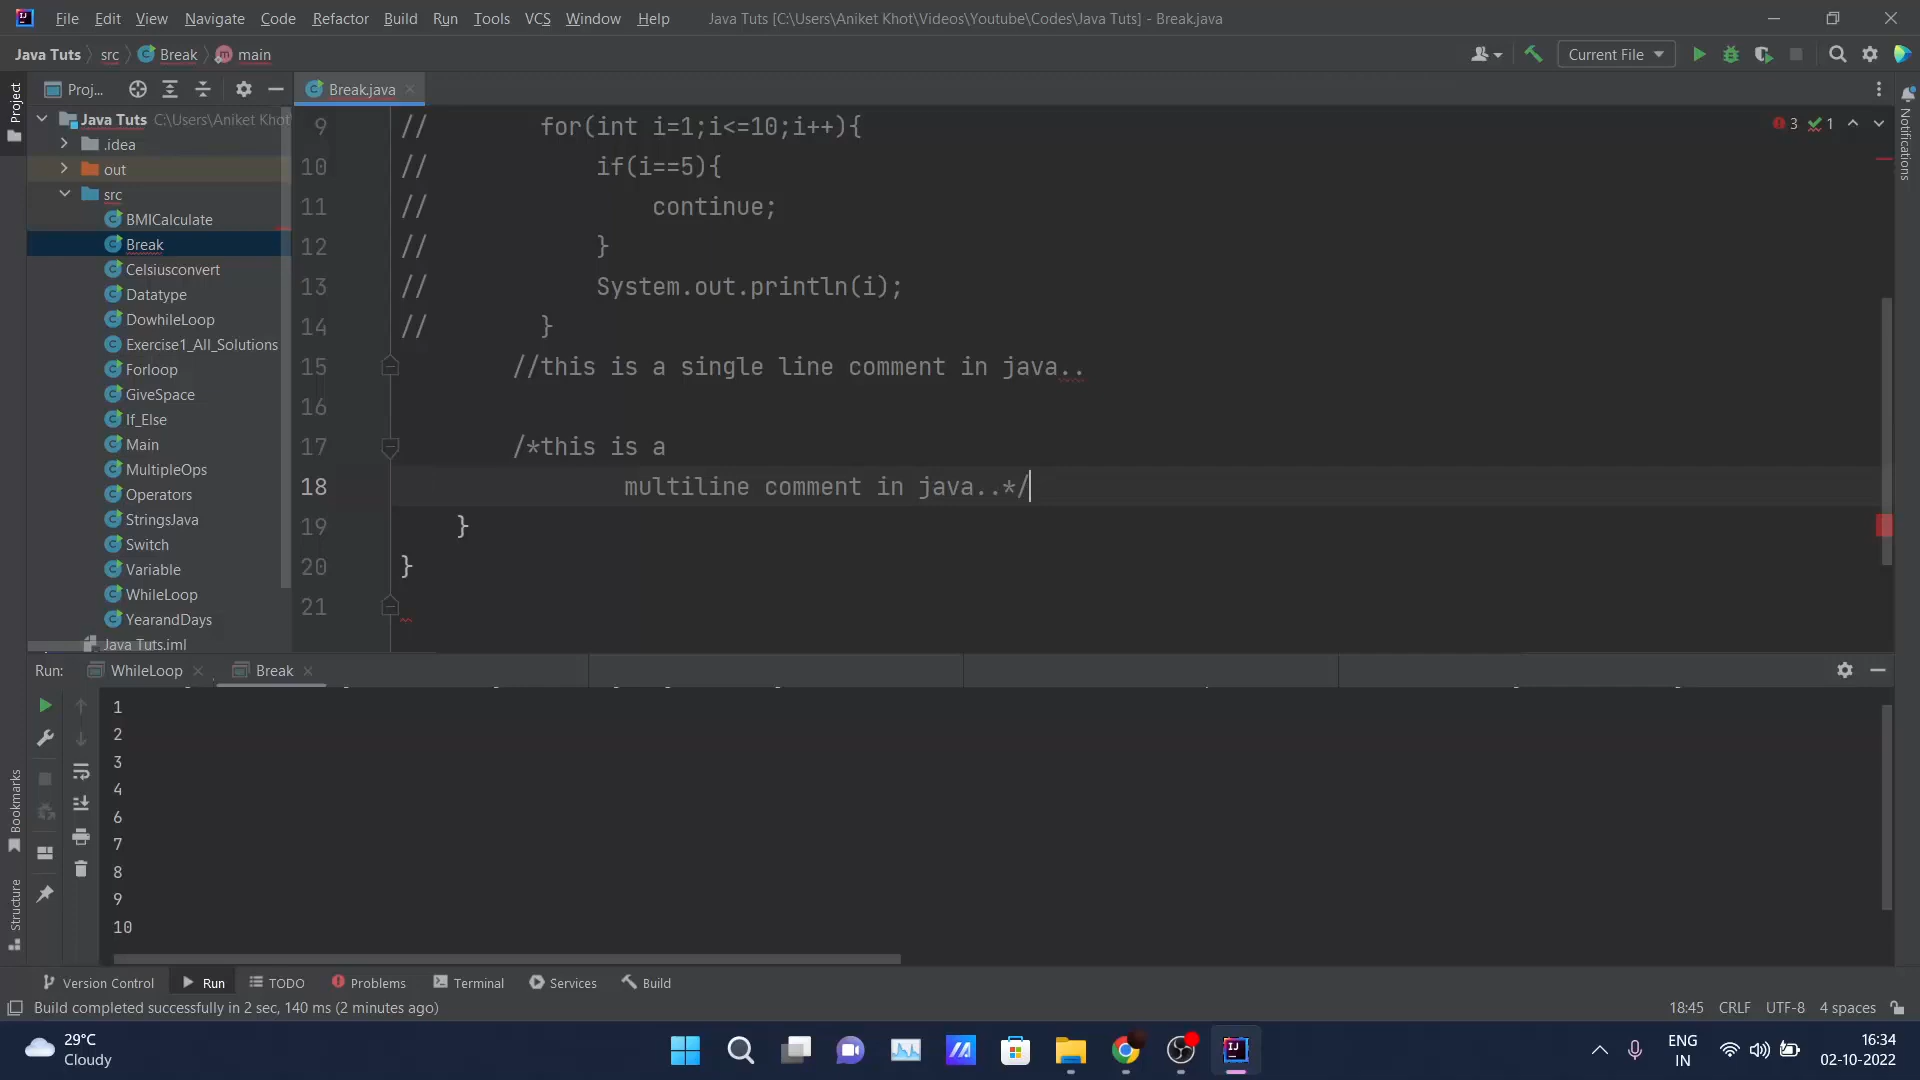 File Edit View Navigate Code Refactor Build Run Tools VCS Window Help Java Tuts [C:\Users\Aniket Khot\Videos\Youtube\Codes\Java Tuts] - Break.java
Java Tuts src Break main Current File
Project
Proj...
Java Tuts C:\Users\Aniket Khot
.idea
out
src
BMICalculate
Break
Celsiusconvert
Datatype
DowhileLoop
Exercise1_All_Solutions
Forloop
GiveSpace
If_Else
Main
MultipleOps
Operators
StringsJava
Switch
Variable
WhileLoop
YearandDays
Java Tuts.iml
Break.java
3 1
9 // for(int i=1;i<=10;i++){
10 // if(i==5){
11 // continue;
12 // }
13 // System.out.println(i);
14 // }
15 //this is a single line comment in java..
16
17 /*this is a
18 multiline comment in java..*/
19 }
20 }
21
Notifications
Run: WhileLoop Break
1
2
3
4
6
7
8
9
10
Bookmarks
Structure
Version Control Run TODO Problems Terminal Services Build
Build completed successfully in 2 sec, 140 ms (2 minutes ago) 18:45 CRLF UTF-8 4 spaces
29°C
Cloudy
ENG
IN
16:34
02-10-2022